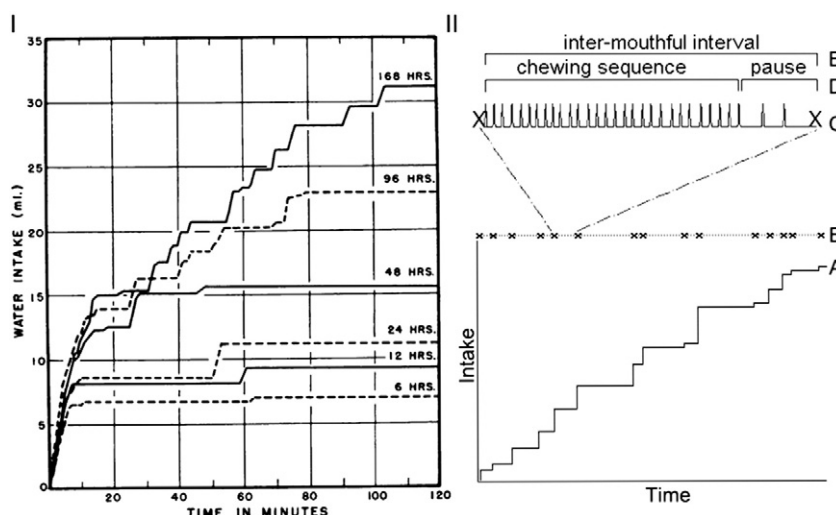 I
II
35
30
25
20
15
10
5
0
WATER INTAKE (ml.)
168 HRS.
96 HRS.
48 HRS.
24 HRS.
12 HRS.
6 HRS.
20 40 60 80 100 120
TIME IN MINUTES
inter-mouthful interval
chewing sequence pause
D
C
X X
B
A
Intake
Time